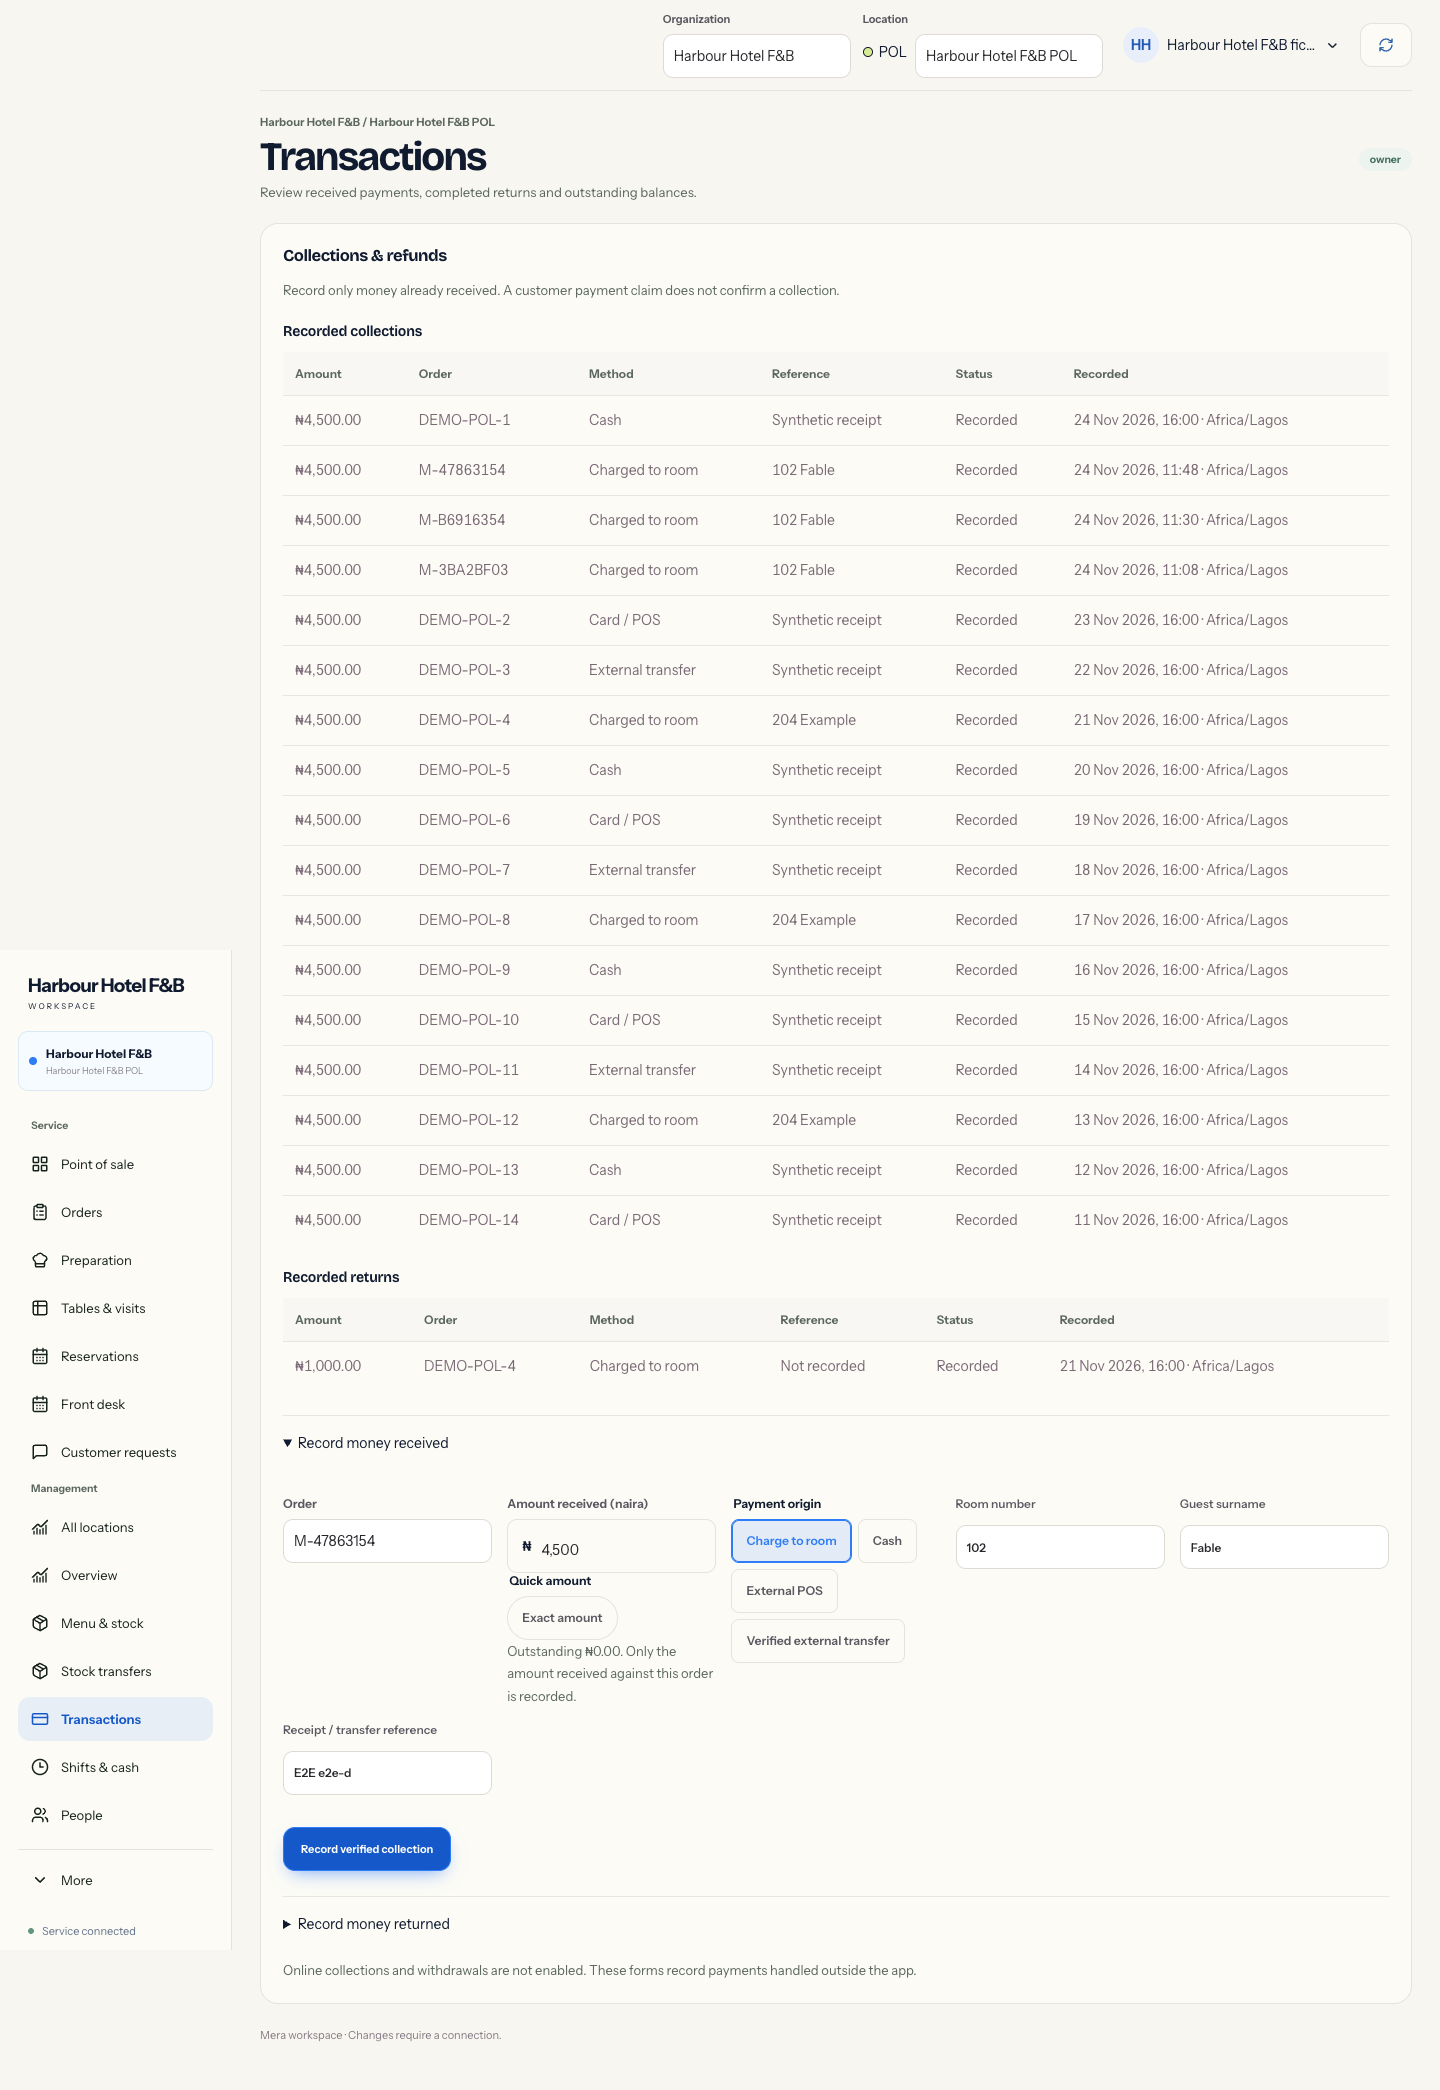 Organization
Location
Harbour Hotel F&B
POL
Harbour Hotel F&B POL
HH
Harbour Hotel F&B fic...
Harbour Hotel F&B / Harbour Hotel F&B POL
Transactions
owner
Review received payments, completed returns and outstanding balances.
Collections & refunds
Record only money already received. A customer payment claim does not confirm a collection.
Recorded collections
Amount Order Method Reference Status Recorded
₦4,500.00 DEMO-POL-1 Cash Synthetic receipt Recorded 24 Nov 2026, 16:00 · Africa/Lagos
₦4,500.00 M-47863154 Charged to room 102 Fable Recorded 24 Nov 2026, 11:48 · Africa/Lagos
₦4,500.00 M-B6916354 Charged to room 102 Fable Recorded 24 Nov 2026, 11:30 · Africa/Lagos
₦4,500.00 M-3BA2BF03 Charged to room 102 Fable Recorded 24 Nov 2026, 11:08 · Africa/Lagos
₦4,500.00 DEMO-POL-2 Card / POS Synthetic receipt Recorded 23 Nov 2026, 16:00 · Africa/Lagos
₦4,500.00 DEMO-POL-3 External transfer Synthetic receipt Recorded 22 Nov 2026, 16:00 · Africa/Lagos
₦4,500.00 DEMO-POL-4 Charged to room 204 Example Recorded 21 Nov 2026, 16:00 · Africa/Lagos
₦4,500.00 DEMO-POL-5 Cash Synthetic receipt Recorded 20 Nov 2026, 16:00 · Africa/Lagos
₦4,500.00 DEMO-POL-6 Card / POS Synthetic receipt Recorded 19 Nov 2026, 16:00 · Africa/Lagos
₦4,500.00 DEMO-POL-7 External transfer Synthetic receipt Recorded 18 Nov 2026, 16:00 · Africa/Lagos
₦4,500.00 DEMO-POL-8 Charged to room 204 Example Recorded 17 Nov 2026, 16:00 · Africa/Lagos
₦4,500.00 DEMO-POL-9 Cash Synthetic receipt Recorded 16 Nov 2026, 16:00 · Africa/Lagos
₦4,500.00 DEMO-POL-10 Card / POS Synthetic receipt Recorded 15 Nov 2026, 16:00 · Africa/Lagos
₦4,500.00 DEMO-POL-11 External transfer Synthetic receipt Recorded 14 Nov 2026, 16:00 · Africa/Lagos
₦4,500.00 DEMO-POL-12 Charged to room 204 Example Recorded 13 Nov 2026, 16:00 · Africa/Lagos
₦4,500.00 DEMO-POL-13 Cash Synthetic receipt Recorded 12 Nov 2026, 16:00 · Africa/Lagos
₦4,500.00 DEMO-POL-14 Card / POS Synthetic receipt Recorded 11 Nov 2026, 16:00 · Africa/Lagos
Recorded returns
Amount Order Method Reference Status Recorded
₦1,000.00 DEMO-POL-4 Charged to room Not recorded Recorded 21 Nov 2026, 16:00 · Africa/Lagos
Record money received
Order
M-47863154
Amount received (naira)
₦ 4,500
Quick amount
Exact amount
Outstanding ₦0.00. Only the
amount received against this order
is recorded.
Payment origin
Charge to room
Cash
External POS
Verified external transfer
Room number
102
Guest surname
Fable
Receipt / transfer reference
E2E e2e-d
Record verified collection
Record money returned
Online collections and withdrawals are not enabled. These forms record payments handled outside the app.
Mera workspace · Changes require a connection.
Harbour Hotel F&B
WORKSPACE
Harbour Hotel F&B
Harbour Hotel F&B POL
Service
Point of sale
Orders
Preparation
Tables & visits
Reservations
Front desk
Customer requests
Management
All locations
Overview
Menu & stock
Stock transfers
Transactions
Shifts & cash
People
More
Service connected